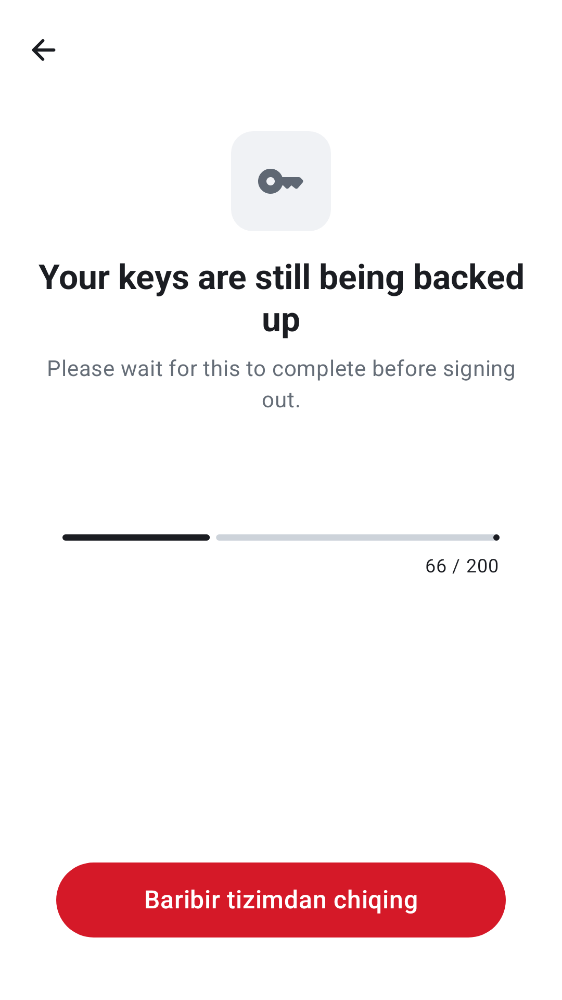 Your keys are still being backed
up
Please wait for this to complete before signing
out.
66 / 200
Baribir tizimdan chiqing